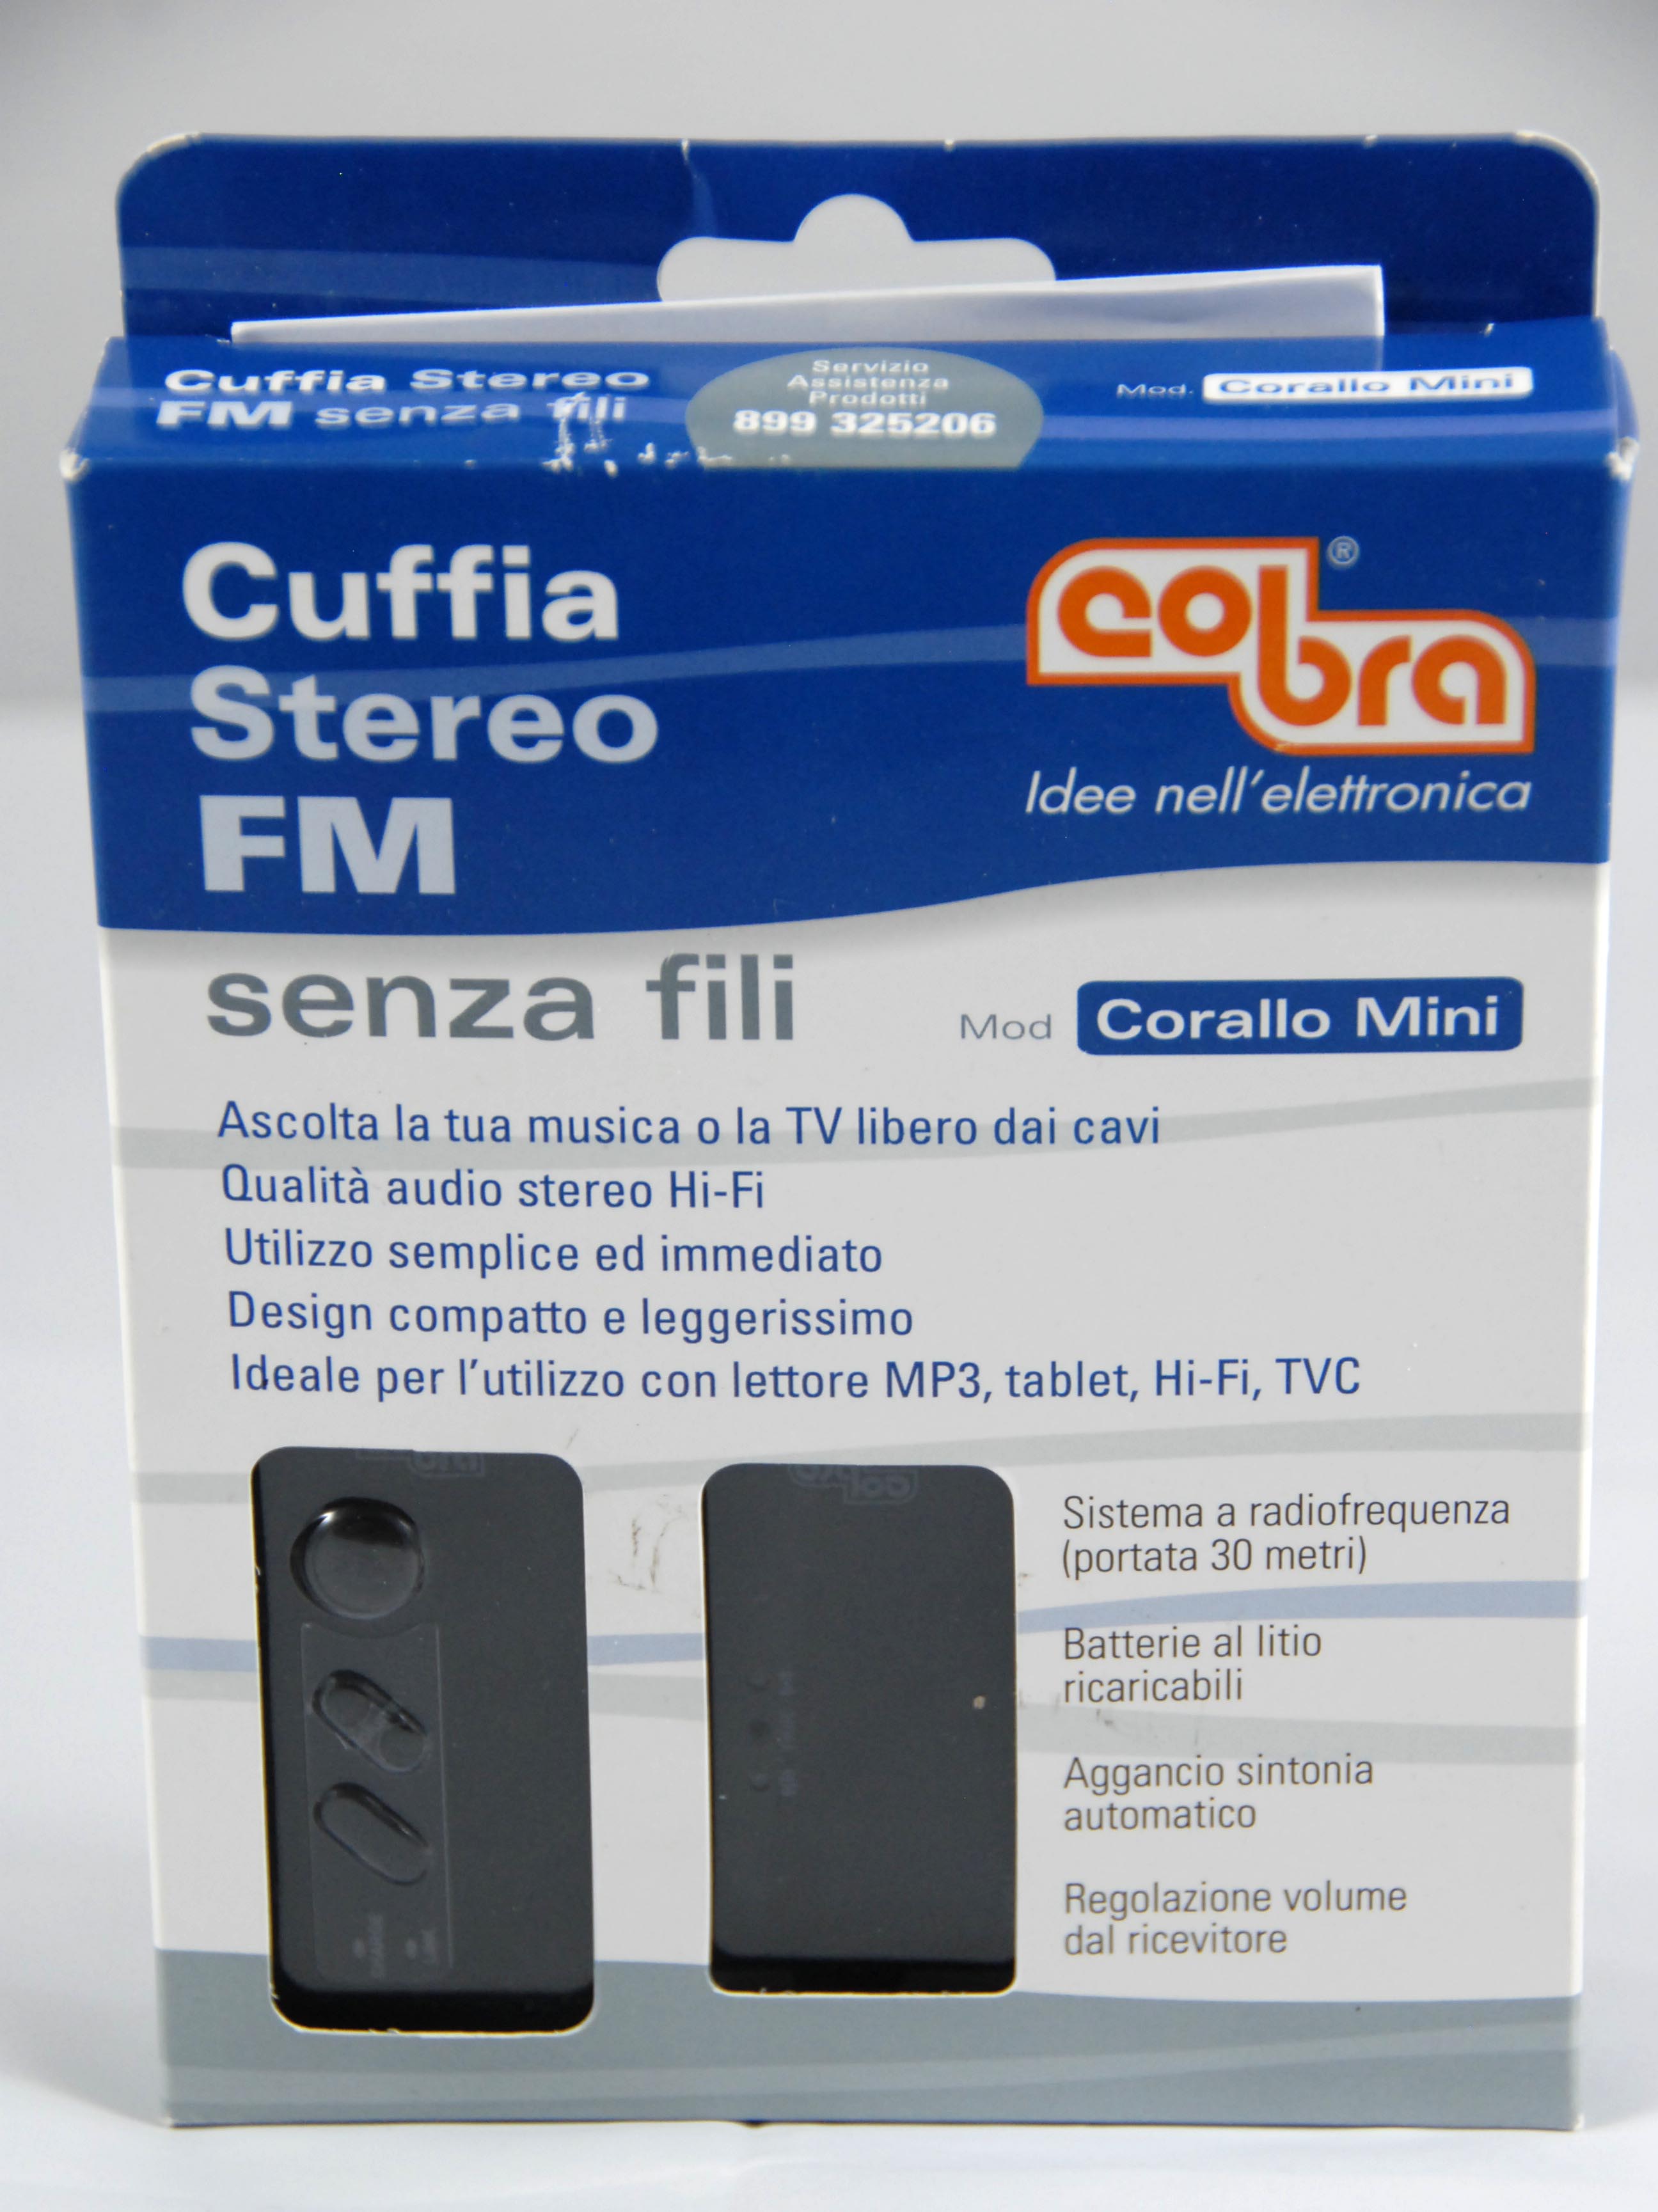 Cuffia Stereo
FM senza fili
Servizio
Assistenza
Prodotti
899 325206
Mod. Corallo Mini
Cuffia
Stereo
FM
cobra®
Idee nell'elettronica
senza fili
Mod Corallo Mini
Ascolta la tua musica o la TV libero dai cavi
Qualità audio stereo Hi-Fi
Utilizzo semplice ed immediato
Design compatto e leggerissimo
Ideale per l'utilizzo con lettore MP3, tablet, Hi-Fi, TVC
cobra
Sistema a radiofrequenza
(portata 30 metri)
Batterie al litio
ricaricabili
Aggancio sintonia
automatico
Regolazione volume
dal ricevitore